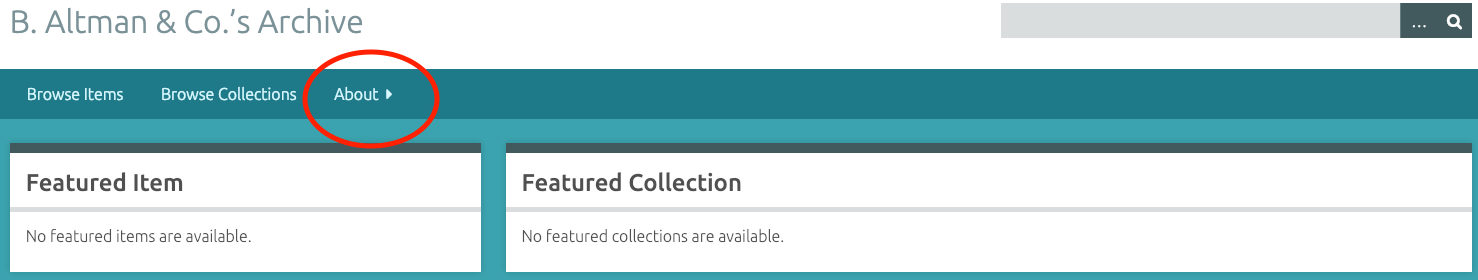 B. Altman & Co.’s Archive
...
Browse Items
Browse Collections
About
Featured Item
Featured Collection
No featured items are available.
No featured collections are available.